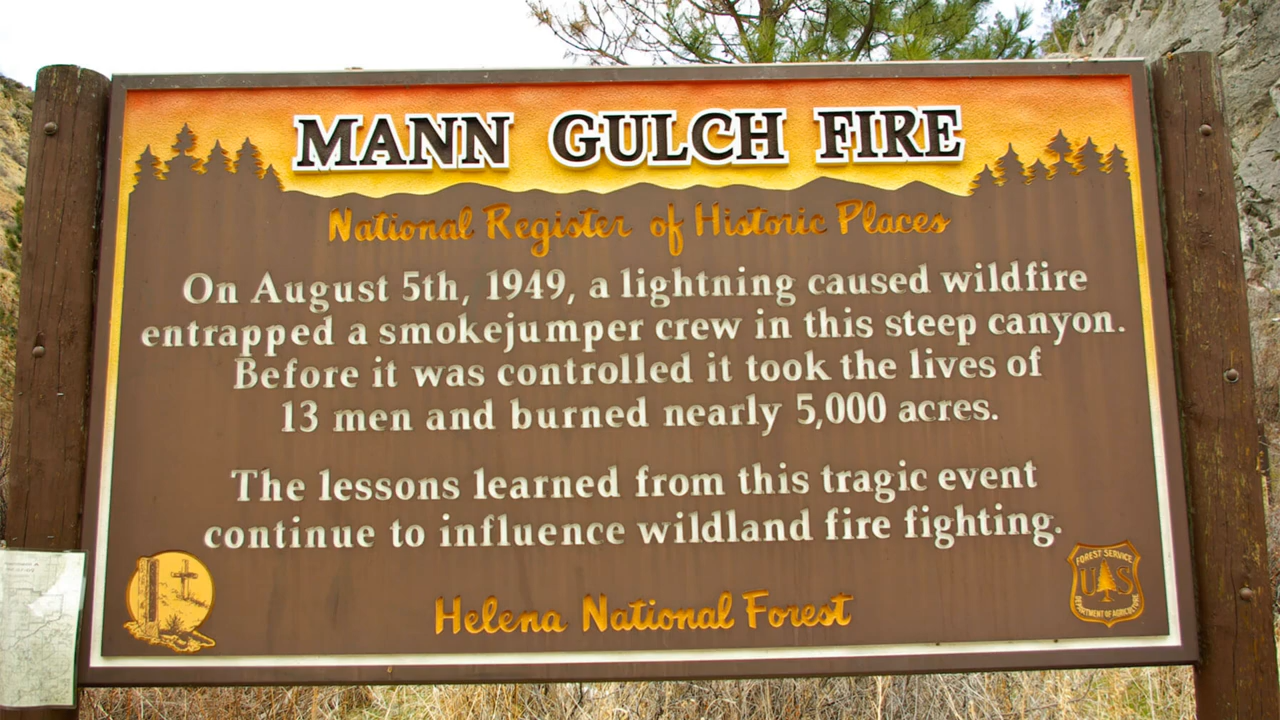 MANN GULCH FIRE
National Register of Historic Places
On August 5th, 1949, a lightning caused wildfire
entrapped a smokejumper crew in this steep canyon.
Before it was controlled it took the lives of
13 men and burned nearly 5,000 acres.
The lessons learned from this tragic event
continue to influence wildland fire fighting.
Helena National Forest
FOREST SERVICE
US
DEPARTMENT OF AGRICULTURE